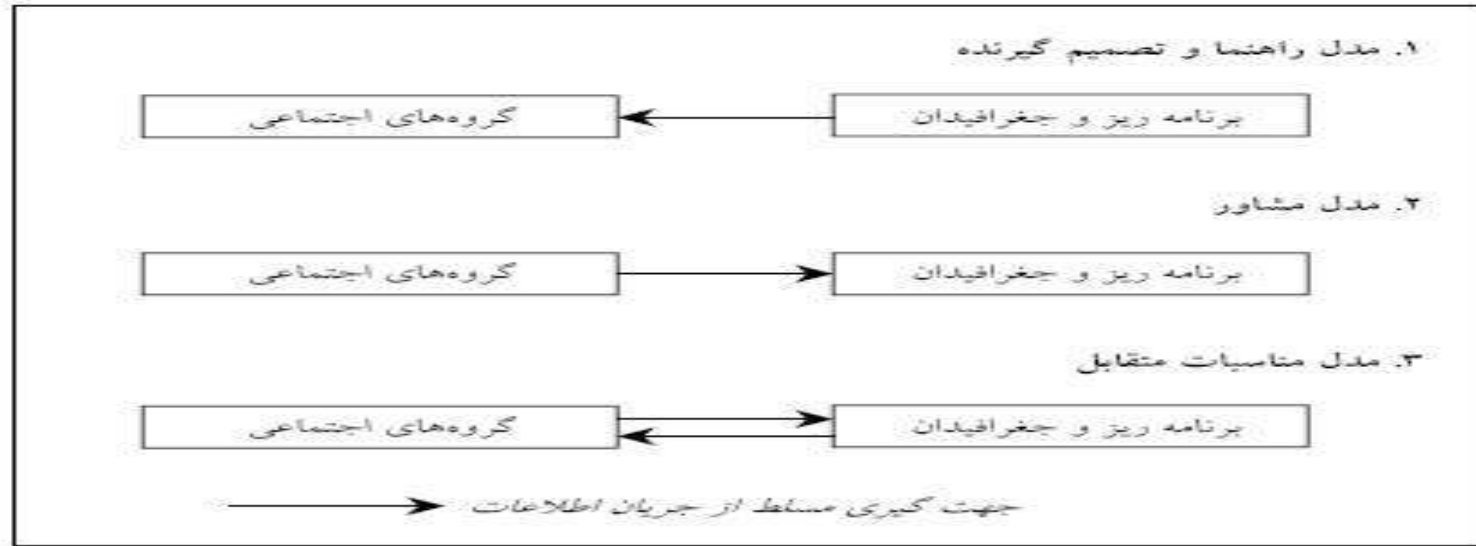 ۱. مدل راهنما و تصمیم گیرنده
برنامه ریز و جغرافیدان
گروه‌های اجتماعی
۲. مدل مشاور
برنامه ریز و جغرافیدان
گروه‌های اجتماعی
۳. مدل مناسبات متقابل
برنامه ریز و جغرافیدان
گروه‌های اجتماعی
جهت گیری مسلط از جریان اطلاعات